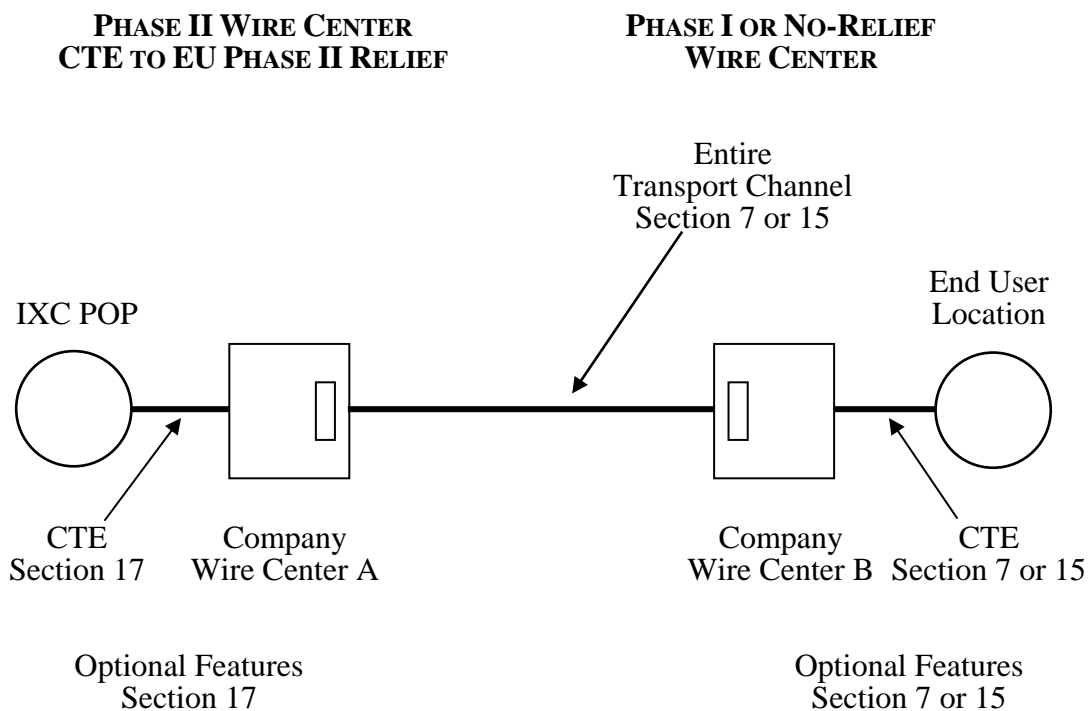 PHASE II WIRE CENTER
CTE TO EU PHASE II RELIEF
PHASE I OR NO-RELIEF
WIRE CENTER
Entire
Transport Channel
Section 7 or 15
IXC POP
End User
Location
CTE
Section 17
Company
Wire Center A
Company
Wire Center B
CTE
Section 7 or 15
Optional Features
Section 17
Optional Features
Section 7 or 15